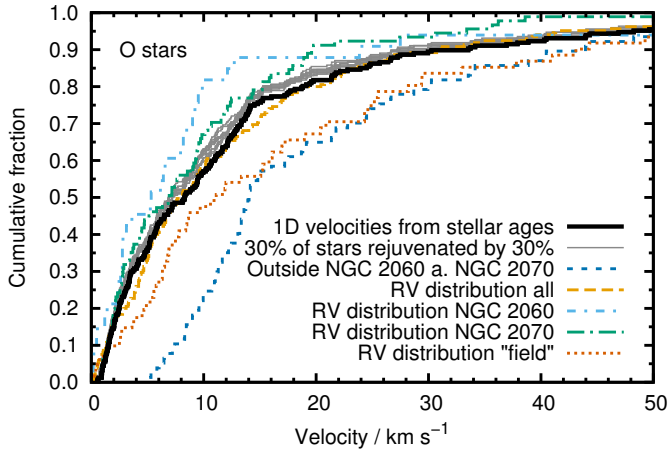 1.0
0.9
0.8
0.7
0.6
0.5
0.4
0.3
0.2
0.1
0.0
Cumulative fraction
O stars
1D velocities from stellar ages
30% of stars rejuvenated by 30%
Outside NGC 2060 a. NGC 2070
RV distribution all
RV distribution NGC 2060
RV distribution NGC 2070
RV distribution "field"
0 10 20 30 40 50
Velocity / km s⁻¹